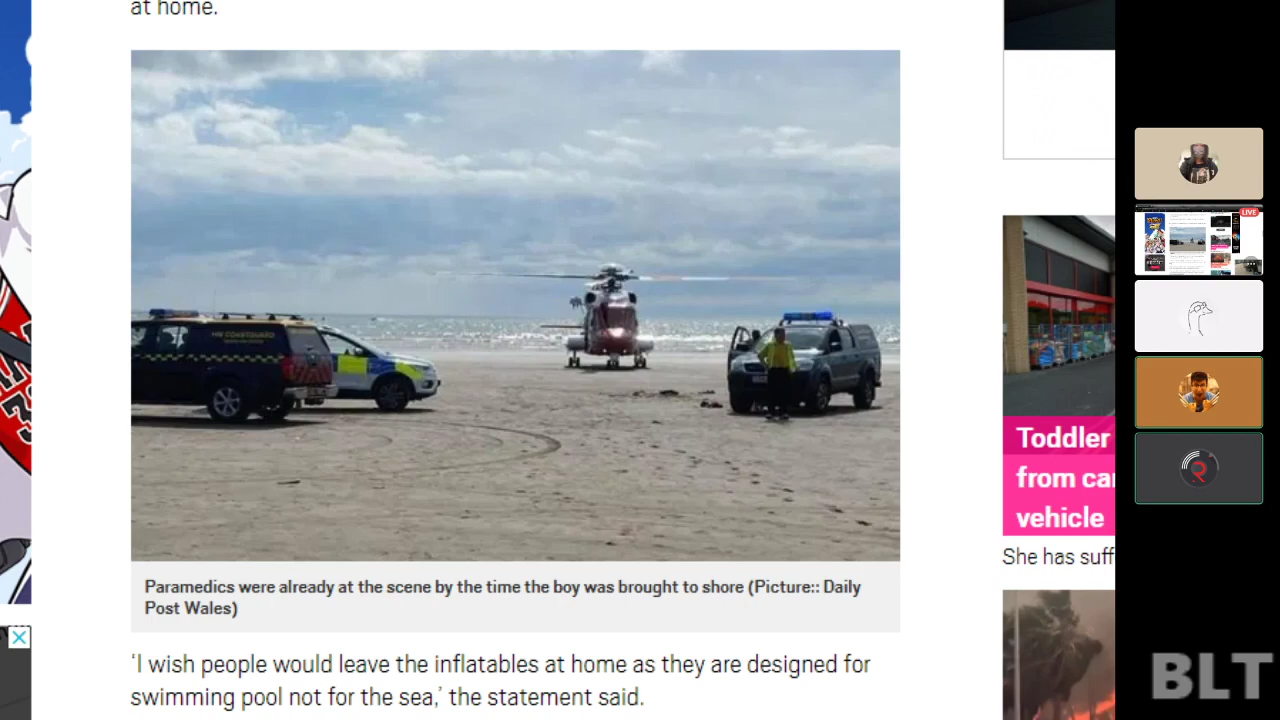 at home.
HM COASTGUARD
Paramedics were already at the scene by the time the boy was brought to shore (Picture:: Daily
Post Wales)
‘I wish people would leave the inflatables at home as they are designed for
swimming pool not for the sea,’ the statement said.
Toddler
from ca
vehicle
She has suff
LIVE
BLT